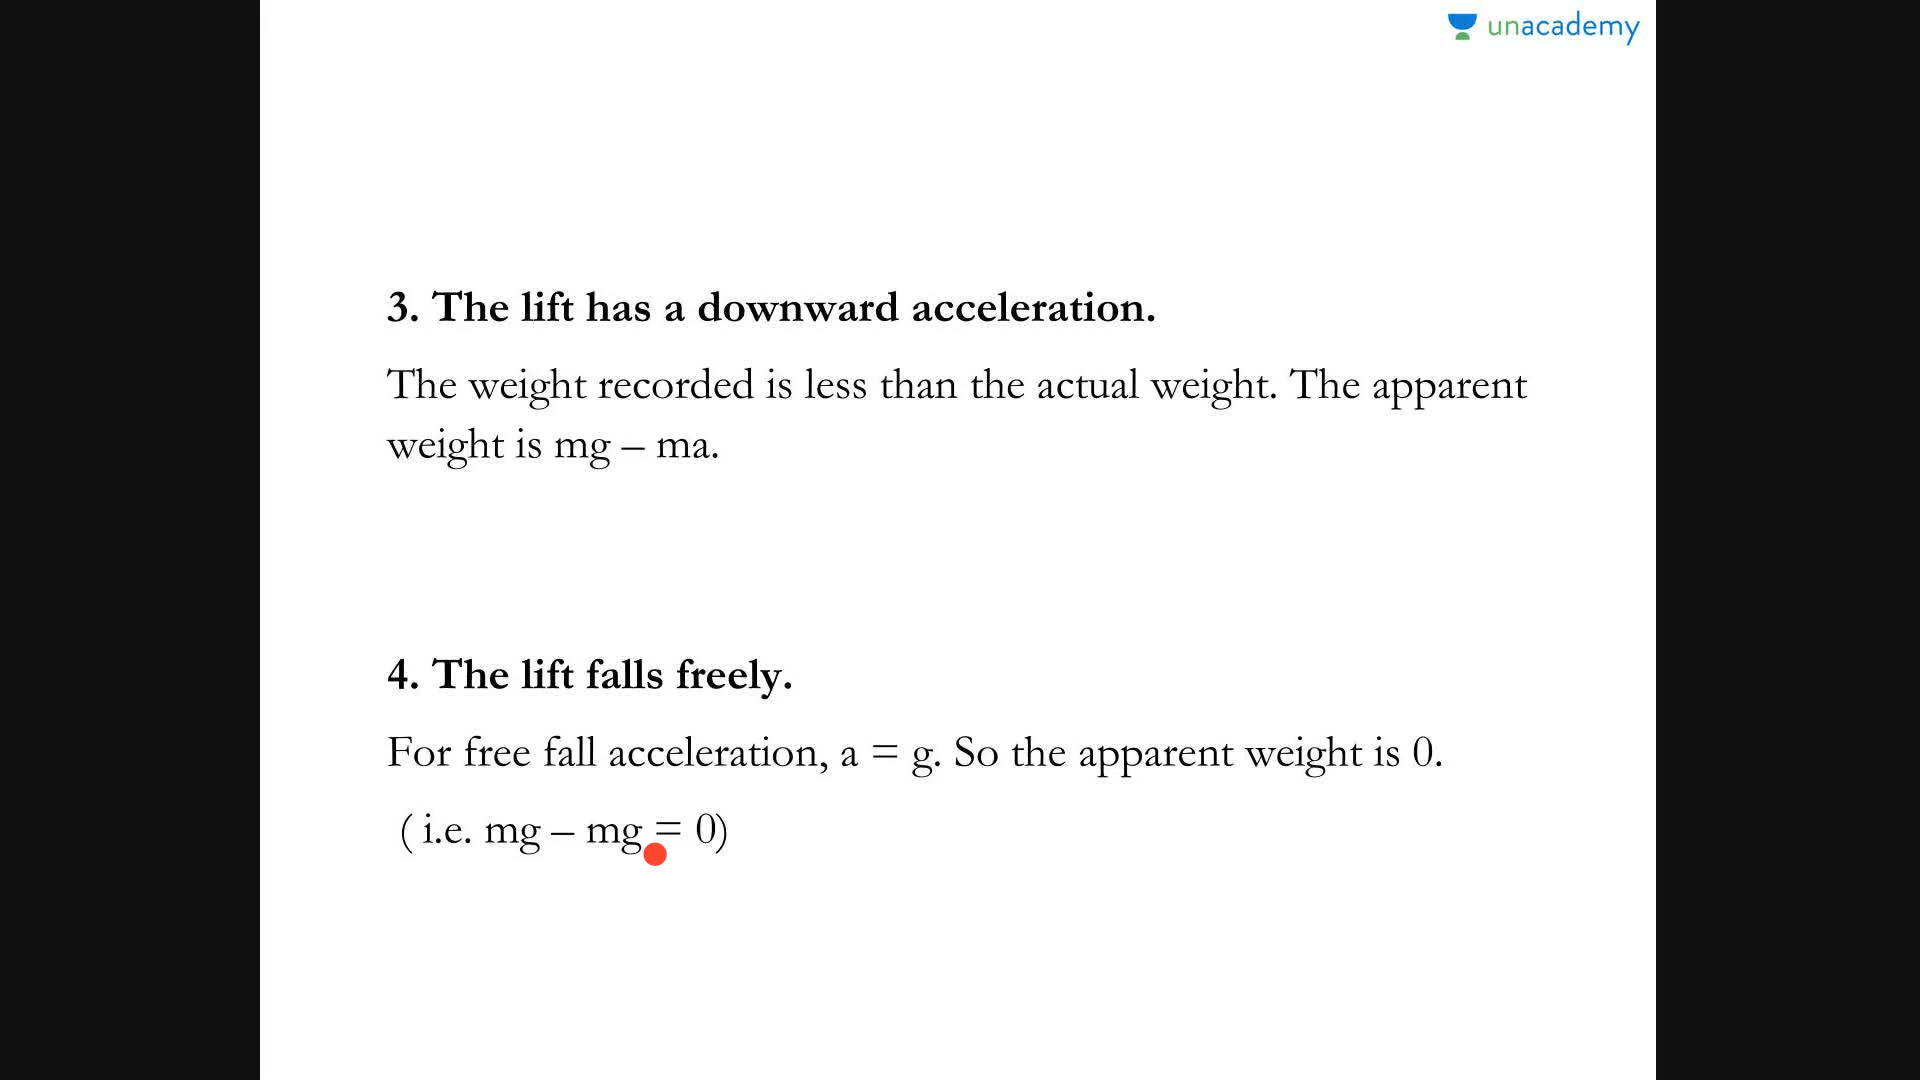 unacademy
3. The lift has a downward acceleration.
The weight recorded is less than the actual weight. The apparent
weight is mg – ma.
4. The lift falls freely.
For free fall acceleration, a = g. So the apparent weight is 0.
( i.e. mg – mg = 0)